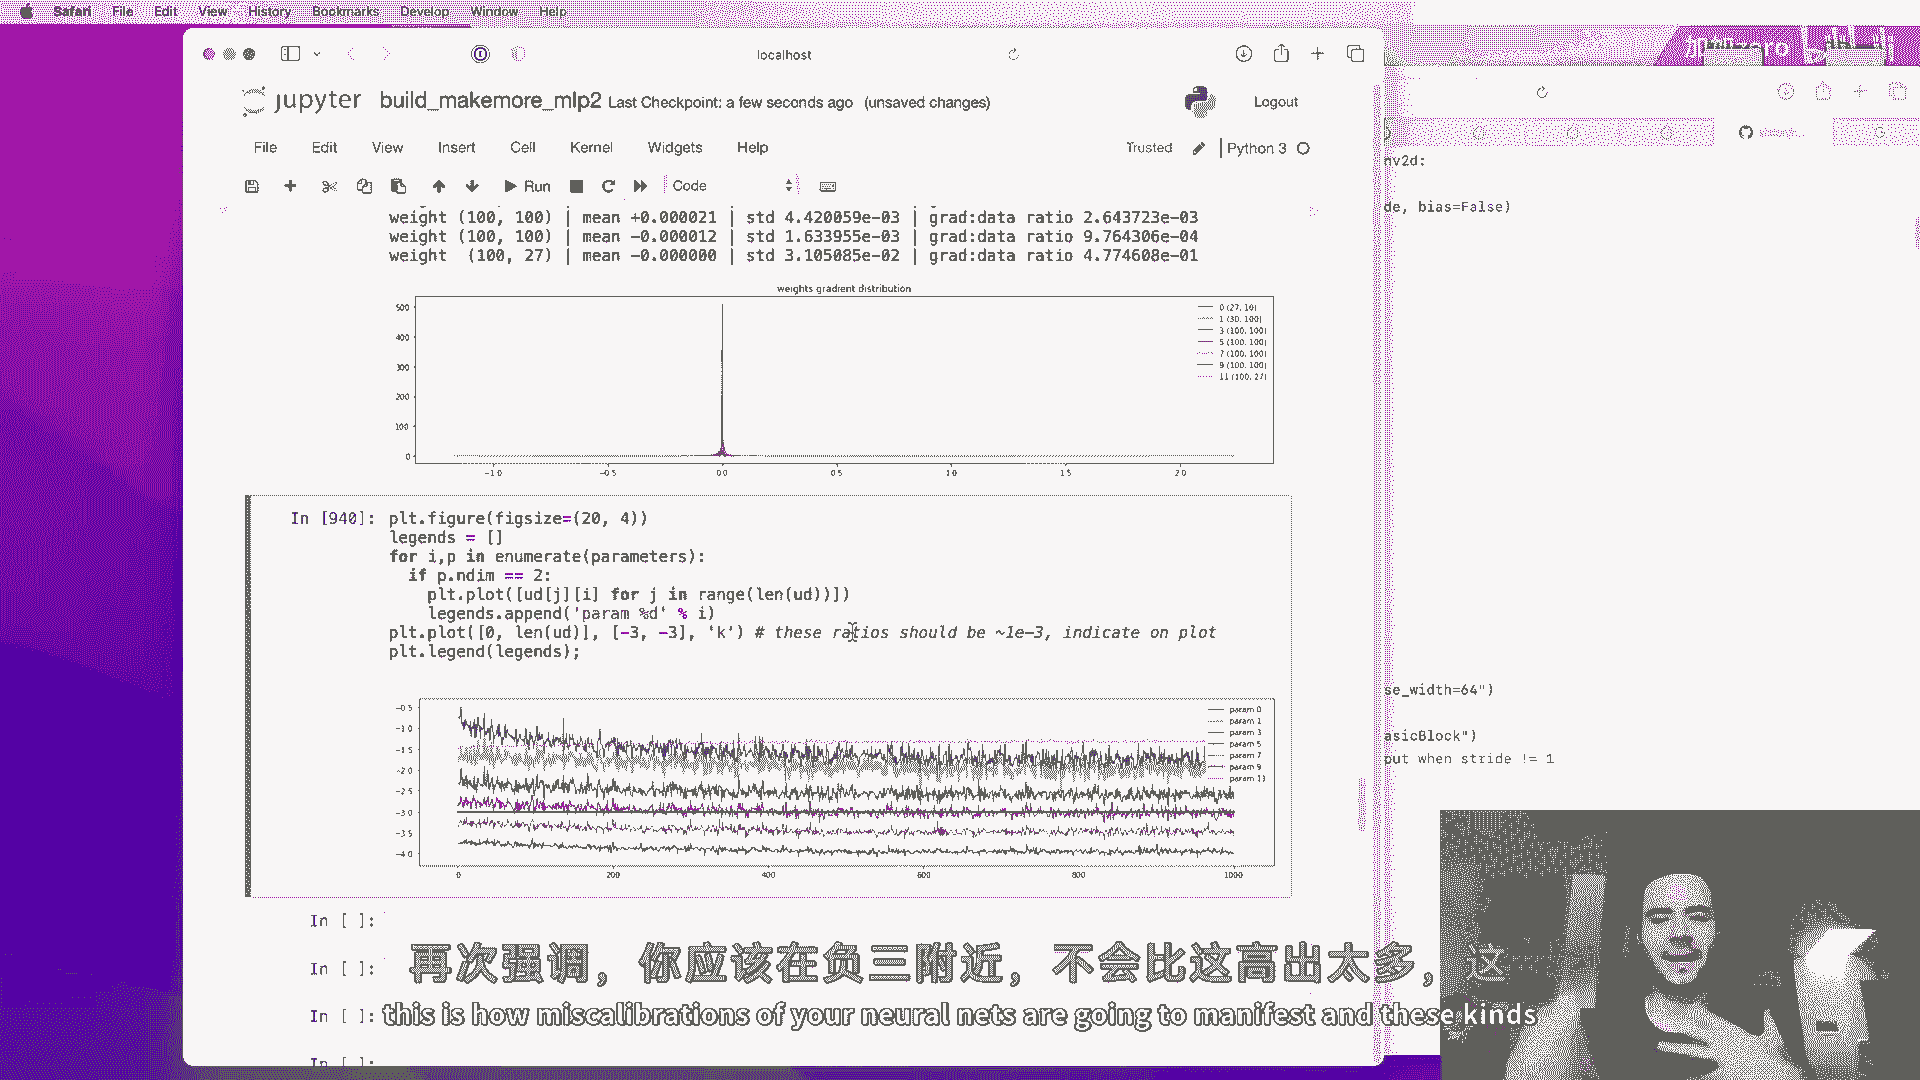 Safari File Edit View History Bookmarks Develop Window Help
加加zero
localhost
jupyter build_makemore_mlp2 Last Checkpoint: a few seconds ago (unsaved changes)
Logout
File Edit View Insert Cell Kernel Widgets Help
Trusted Python 3
Run Code
weight (100, 100) | mean +0.000021 | std 4.420059e-03 | grad:data ratio 2.643723e-03
weight (100, 100) | mean -0.000012 | std 1.633955e-03 | grad:data ratio 9.764306e-04
weight (100, 27) | mean -0.000000 | std 3.105085e-02 | grad:data ratio 4.774608e-01
weights gradient distribution
500
400
300
200
100
0
-1.0 -0.5 0.0 0.5 1.0 1.5 2.0
0 (27, 10)
1 (30, 100)
3 (100, 100)
5 (100, 100)
7 (100, 100)
9 (100, 100)
11 (100, 27)
In [940]: plt.figure(figsize=(20, 4))
legends = []
for i,p in enumerate(parameters):
if p.ndim == 2:
plt.plot([ud[j][i] for j in range(len(ud))])
legends.append('param %d' % i)
plt.plot([0, len(ud)], [-3, -3], 'k') # these ratios should be ~1e-3, indicate on plot
plt.legend(legends);
-0.5
-1.0
-1.5
-2.0
-2.5
-3.0
-3.5
-4.0
0 200 400 600 800 1000
param 0
param 1
param 3
param 5
param 7
param 9
param 11
In [ ]:
In [ ]:
In [ ]:
In [ ]:
nv2d:
de, bias=False)
se_width=64")
asicBlock")
out when stride != 1
再次强调，你应该在负三附近，不会比这高出太多，这
this is how miscalibrations of your neural nets are going to manifest and these kinds